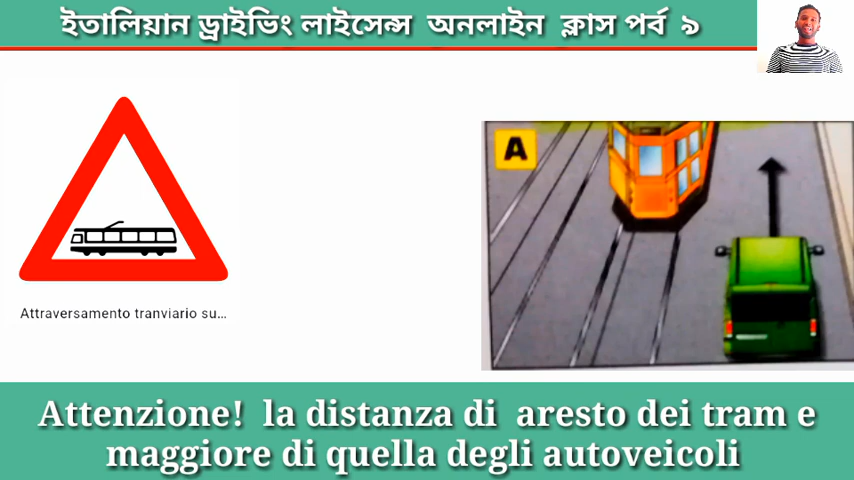 ইতালিয়ান ড্রাইভিং লাইসেন্স অনলাইন ক্লাস পর্ব ৯
A
Attraversamento tranviario su...
Attenzione! la distanza di aresto dei tram e
maggiore di quella degli autoveicoli